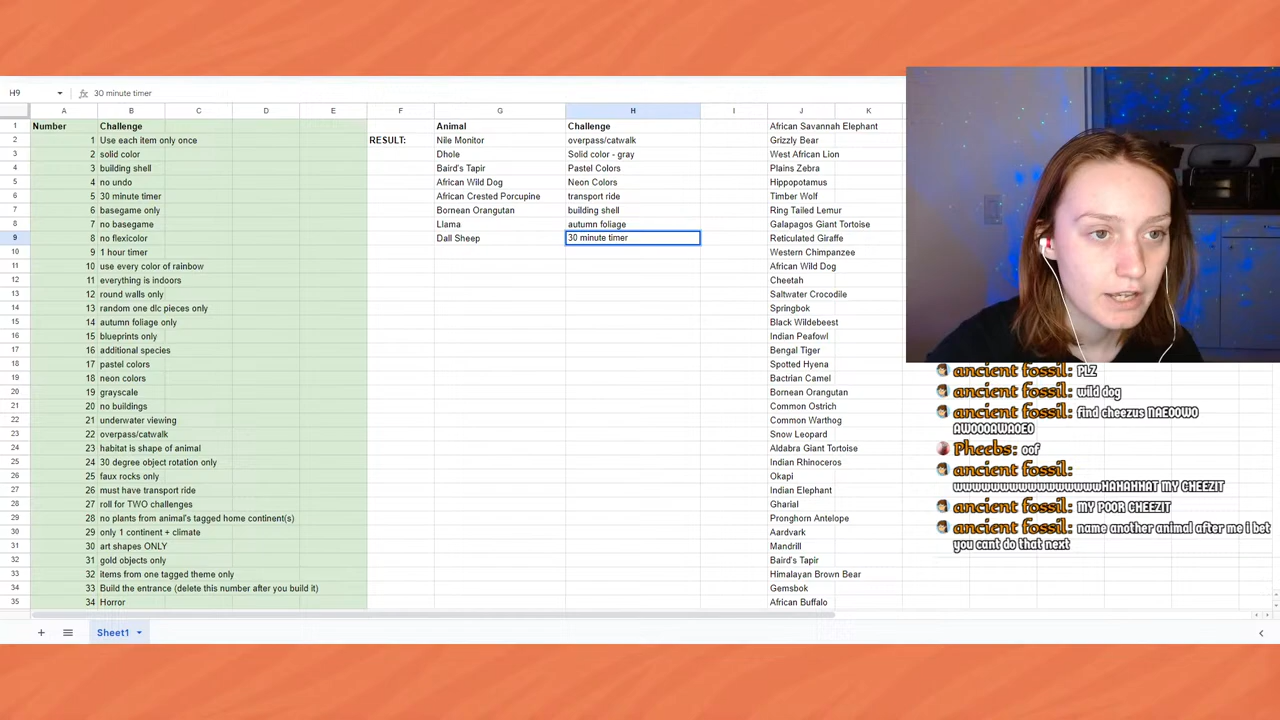 H9 fx 30 minute timer
A B C D E F G H I J K
1 Number Challenge Animal Challenge African Savannah Elephant
2 1 Use each item only once RESULT: Nile Monitor overpass/catwalk Grizzly Bear
3 2 solid color Dhole Solid color - gray West African Lion
4 3 building shell Baird's Tapir Pastel Colors Plains Zebra
5 4 no undo African Wild Dog Neon Colors Hippopotamus
6 5 30 minute timer African Crested Porcupine transport ride Timber Wolf
7 6 basegame only Bornean Orangutan building shell Ring Tailed Lemur
8 7 no basegame Llama autumn foliage Galapagos Giant Tortoise
9 8 no flexicolor Dall Sheep 30 minute timer Reticulated Giraffe
10 9 1 hour timer Western Chimpanzee
11 10 use every color of rainbow African Wild Dog
12 11 everything is indoors Cheetah
13 12 round walls only Saltwater Crocodile
14 13 random one dlc pieces only Springbok
15 14 autumn foliage only Black Wildebeest
16 15 blueprints only Indian Peafowl
17 16 additional species Bengal Tiger
18 17 pastel colors Spotted Hyena
19 18 neon colors Bactrian Camel
20 19 grayscale Bornean Orangutan
21 20 no buildings Common Ostrich
22 21 underwater viewing Common Warthog
23 22 overpass/catwalk Snow Leopard
24 23 habitat is shape of animal Aldabra Giant Tortoise
25 24 30 degree object rotation only Indian Rhinoceros
26 25 faux rocks only Okapi
27 26 must have transport ride Indian Elephant
28 27 roll for TWO challenges Gharial
29 28 no plants from animal's tagged home continent(s) Pronghorn Antelope
30 29 only 1 continent + climate Aardvark
31 30 art shapes ONLY Mandrill
32 31 gold objects only Baird's Tapir
33 32 items from one tagged theme only Himalayan Brown Bear
34 33 Build the entrance (delete this number after you build it) Gemsbok
35 34 Horror African Buffalo
Sheet1
ancient fossil: PLZ
ancient fossil: wild dog
ancient fossil: find cheezus NAEOOWO
AWOOOAWAOEO
Pheebs: oof
ancient fossil:
wwwwwwwwwwwwwwwwHAHAHHAT MY CHEEZIT
ancient fossil: MY POOR CHEEZIT
ancient fossil: name another animal after me i bet
you cant do that next